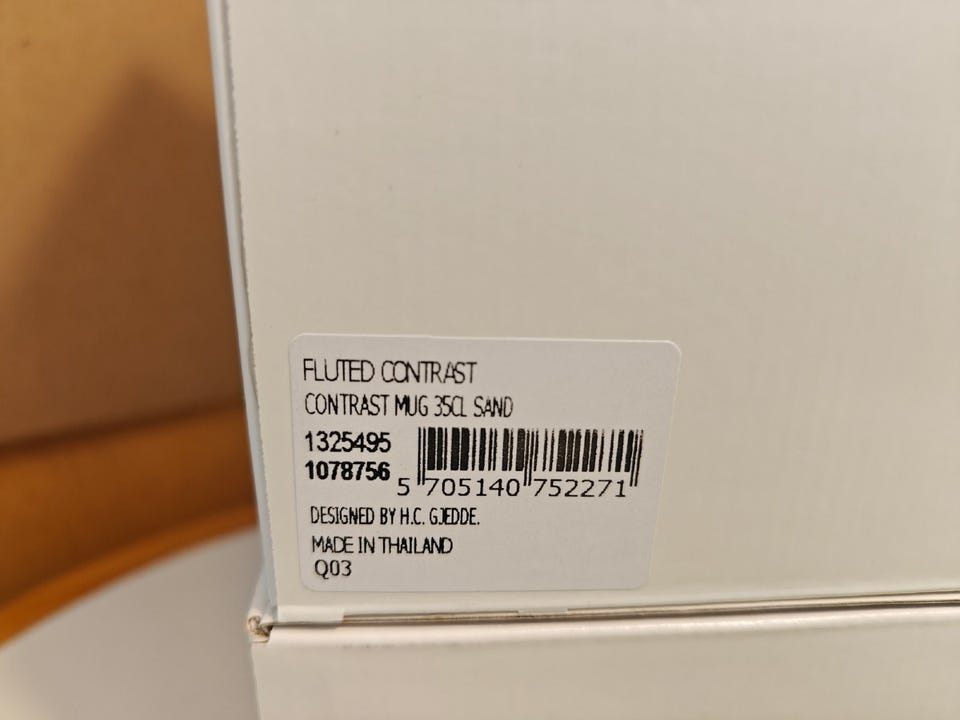 FLUTED CONTRAST
CONTRAST MUG 35CL SAND
1325495
1078756
5 705140 752271
DESIGNED BY H.C. GJEDDE.
MADE IN THAILAND
Q03